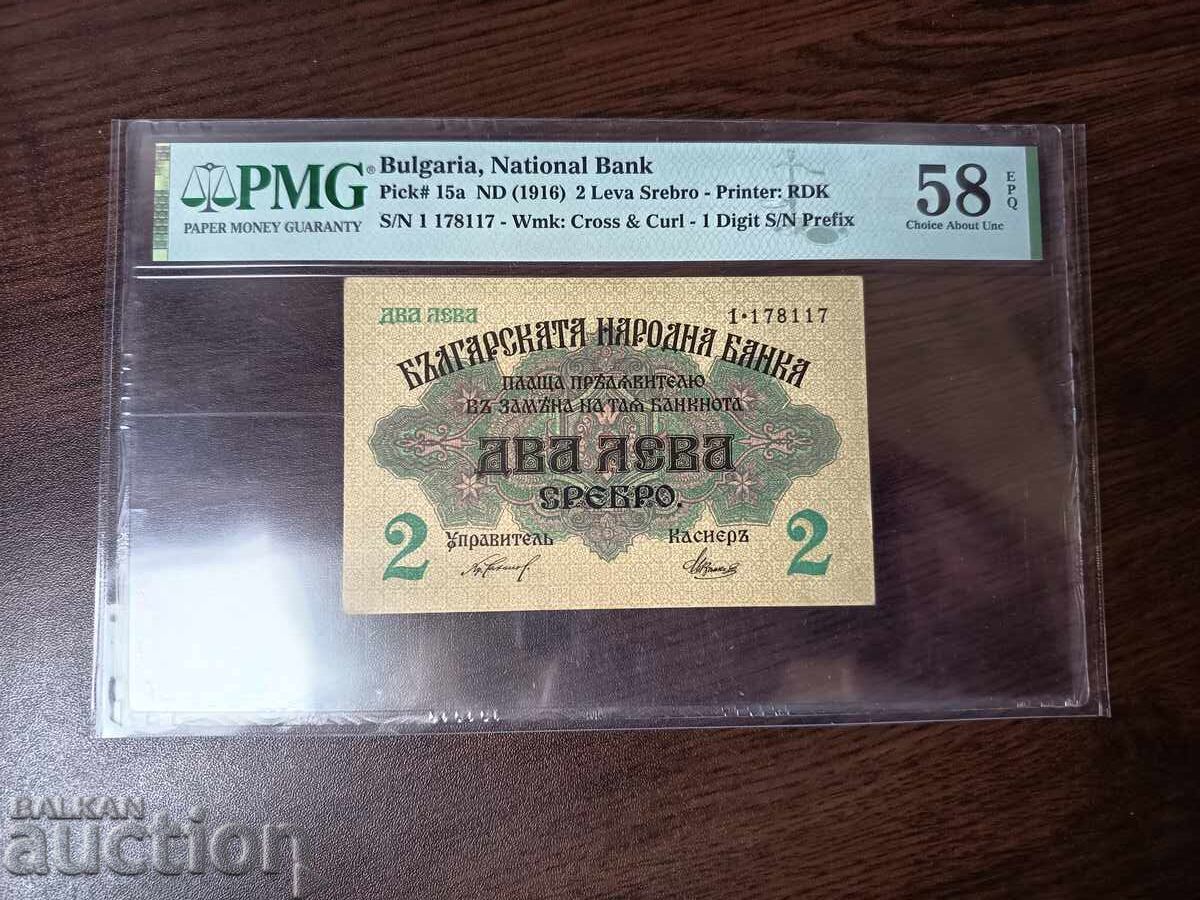 PMG®
PAPER MONEY GUARANTY
Bulgaria, National Bank
Pick# 15a ND (1916) 2 Leva Srebro - Printer: RDK
S/N 1 178117 - Wmk: Cross & Curl - 1 Digit S/N Prefix
58 EPQ
Choice About Unc
ДВА ЛЕВА
1•178117
БЪЛГАРСКАТА НАРОДНА БАНКА
ПЛАЩА ПРѢДЯВИТЕЛЮ
ВЪ ЗАМѢНА НА ТАЯ БАНКНОТА
ДВА ЛЕВА
СРЕБРО.
2
Управитель
Касиеръ
2
BALKAN
auction